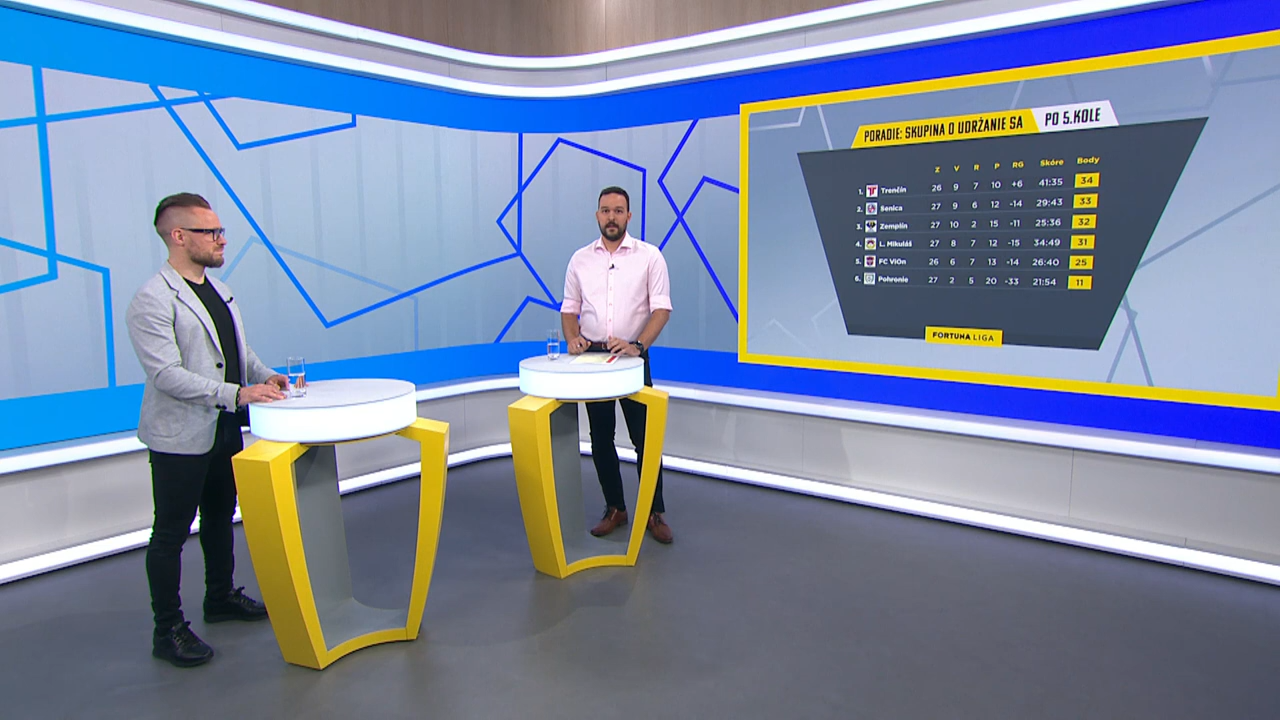 PORADIE: SKUPINA O UDRŽANIE SA PO 5.KOLE
Z V R P RG Skóre Body
1. Trenčín 26 9 7 10 +6 41:35 34
2. Senica 27 9 6 12 -14 29:43 33
3. Zemplín 27 10 2 15 -11 25:36 32
4. L. Mikuláš 27 8 7 12 -15 34:49 31
5. FC ViOn 26 6 7 13 -14 26:40 25
6. Pohronie 27 2 5 20 -33 21:54 11
FORTUNA LIGA